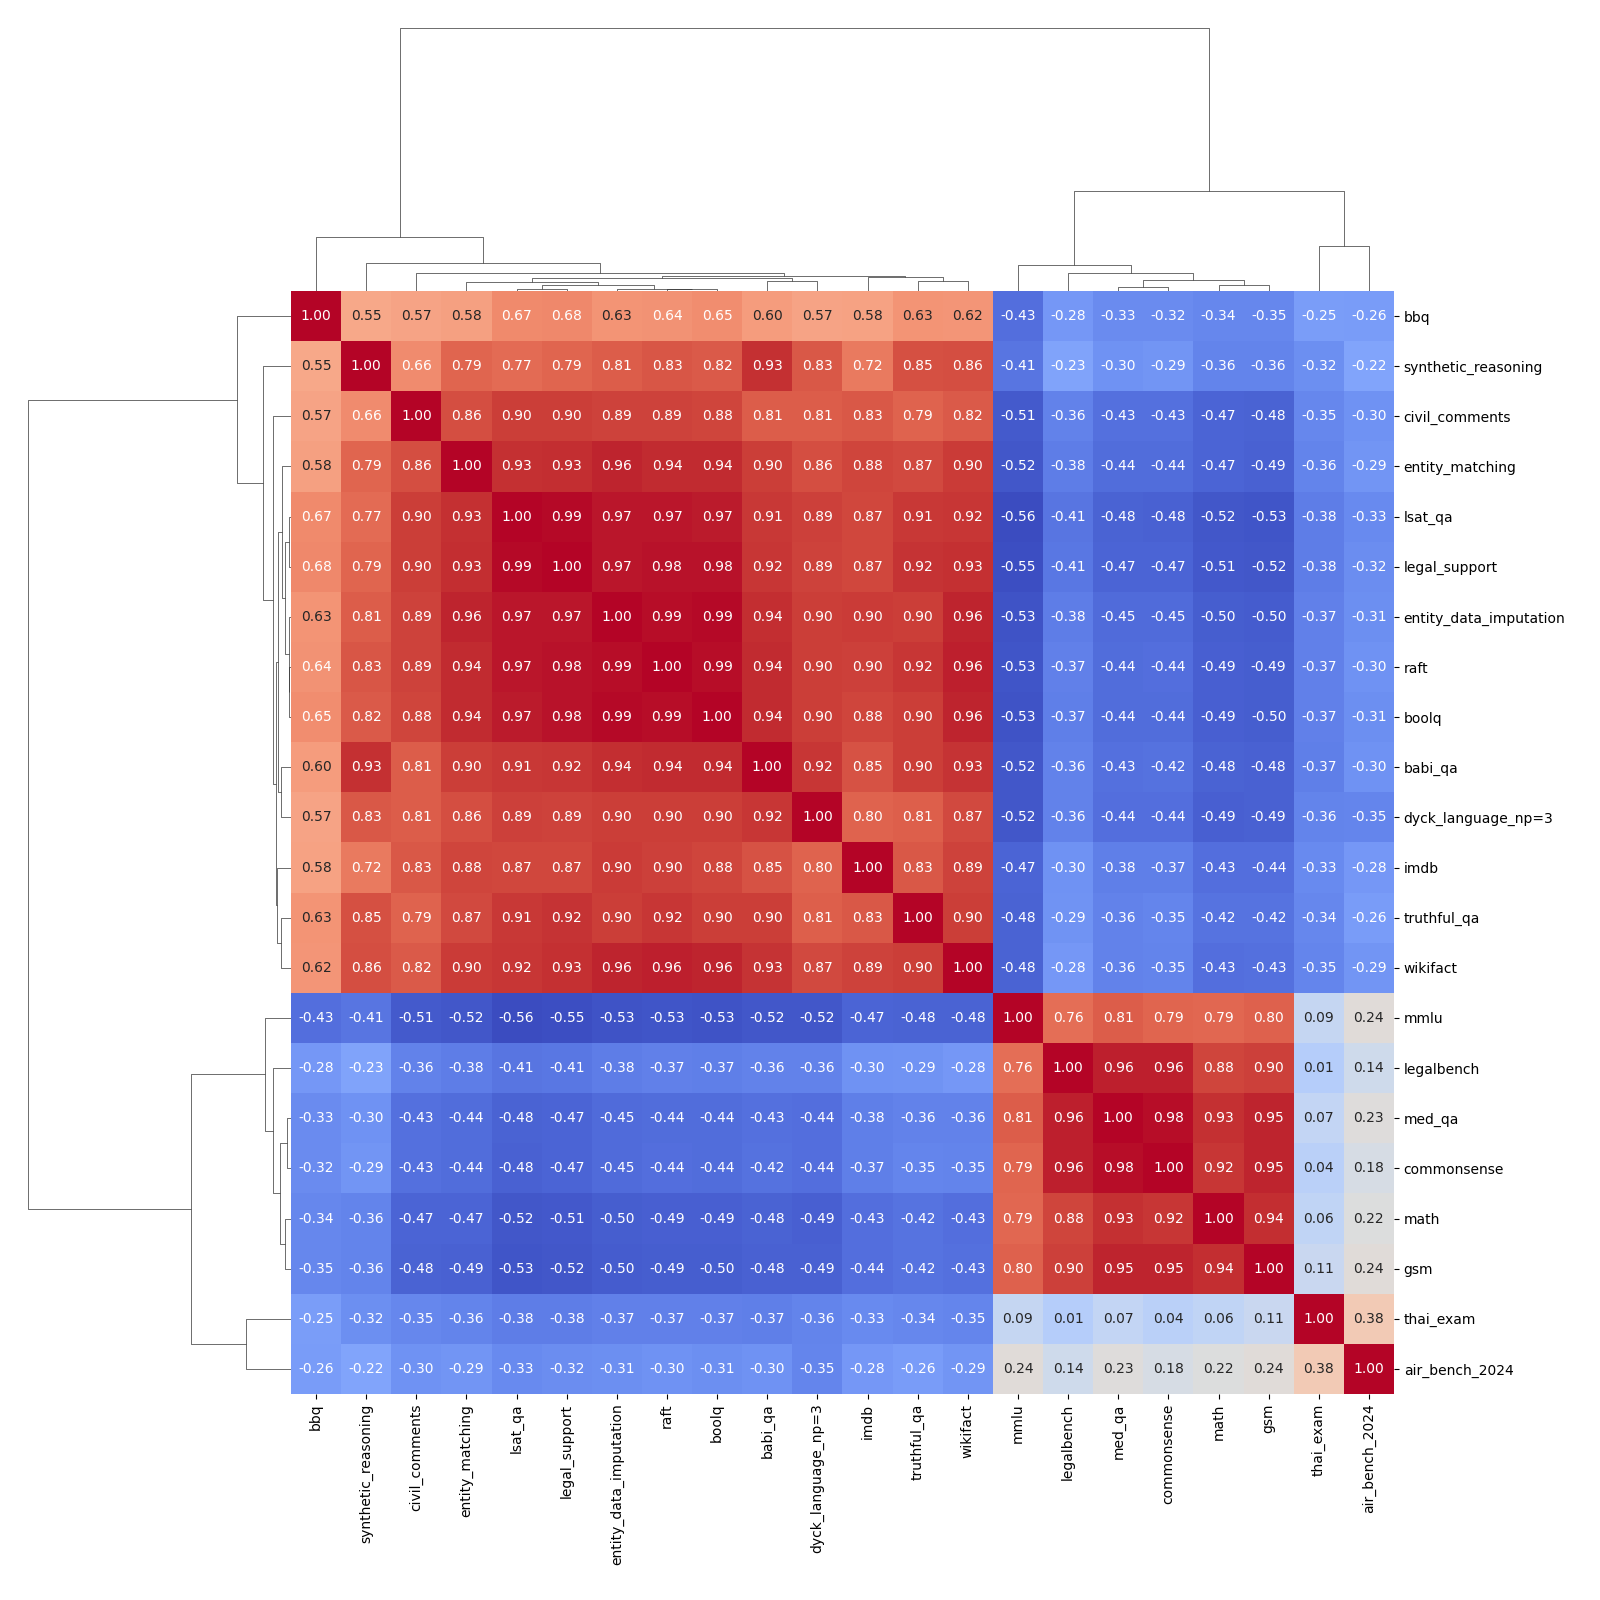 1.00 0.55 0.57 0.58 0.67 0.68 0.63 0.64 0.65 0.60 0.57 0.58 0.63 0.62 -0.43 -0.28 -0.33 -0.32 -0.34 -0.35 -0.25 -0.26 bbq
0.55 1.00 0.66 0.79 0.77 0.79 0.81 0.83 0.82 0.93 0.83 0.72 0.85 0.86 -0.41 -0.23 -0.30 -0.29 -0.36 -0.36 -0.32 -0.22 synthetic_reasoning
0.57 0.66 1.00 0.86 0.90 0.90 0.89 0.89 0.88 0.81 0.81 0.83 0.79 0.82 -0.51 -0.36 -0.43 -0.43 -0.47 -0.48 -0.35 -0.30 civil_comments
0.58 0.79 0.86 1.00 0.93 0.93 0.96 0.94 0.94 0.90 0.86 0.88 0.87 0.90 -0.52 -0.38 -0.44 -0.44 -0.47 -0.49 -0.36 -0.29 entity_matching
0.67 0.77 0.90 0.93 1.00 0.99 0.97 0.97 0.97 0.91 0.89 0.87 0.91 0.92 -0.56 -0.41 -0.48 -0.48 -0.52 -0.53 -0.38 -0.33 lsat_qa
0.68 0.79 0.90 0.93 0.99 1.00 0.97 0.98 0.98 0.92 0.89 0.87 0.92 0.93 -0.55 -0.41 -0.47 -0.47 -0.51 -0.52 -0.38 -0.32 legal_support
0.63 0.81 0.89 0.96 0.97 0.97 1.00 0.99 0.99 0.94 0.90 0.90 0.90 0.96 -0.53 -0.38 -0.45 -0.45 -0.50 -0.50 -0.37 -0.31 entity_data_imputation
0.64 0.83 0.89 0.94 0.97 0.98 0.99 1.00 0.99 0.94 0.90 0.90 0.92 0.96 -0.53 -0.37 -0.44 -0.44 -0.49 -0.49 -0.37 -0.30 raft
0.65 0.82 0.88 0.94 0.97 0.98 0.99 0.99 1.00 0.94 0.90 0.88 0.90 0.96 -0.53 -0.37 -0.44 -0.44 -0.49 -0.50 -0.37 -0.31 boolq
0.60 0.93 0.81 0.90 0.91 0.92 0.94 0.94 0.94 1.00 0.92 0.85 0.90 0.93 -0.52 -0.36 -0.43 -0.42 -0.48 -0.48 -0.37 -0.30 babi_qa
0.57 0.83 0.81 0.86 0.89 0.89 0.90 0.90 0.90 0.92 1.00 0.80 0.81 0.87 -0.52 -0.36 -0.44 -0.44 -0.49 -0.49 -0.36 -0.35 dyck_language_np=3
0.58 0.72 0.83 0.88 0.87 0.87 0.90 0.90 0.88 0.85 0.80 1.00 0.83 0.89 -0.47 -0.30 -0.38 -0.37 -0.43 -0.44 -0.33 -0.28 imdb
0.63 0.85 0.79 0.87 0.91 0.92 0.90 0.92 0.90 0.90 0.81 0.83 1.00 0.90 -0.48 -0.29 -0.36 -0.35 -0.42 -0.42 -0.34 -0.26 truthful_qa
0.62 0.86 0.82 0.90 0.92 0.93 0.96 0.96 0.96 0.93 0.87 0.89 0.90 1.00 -0.48 -0.28 -0.36 -0.35 -0.43 -0.43 -0.35 -0.29 wikifact
-0.43 -0.41 -0.51 -0.52 -0.56 -0.55 -0.53 -0.53 -0.53 -0.52 -0.52 -0.47 -0.48 -0.48 1.00 0.76 0.81 0.79 0.79 0.80 0.09 0.24 mmlu
-0.28 -0.23 -0.36 -0.38 -0.41 -0.41 -0.38 -0.37 -0.37 -0.36 -0.36 -0.30 -0.29 -0.28 0.76 1.00 0.96 0.96 0.88 0.90 0.01 0.14 legalbench
-0.33 -0.30 -0.43 -0.44 -0.48 -0.47 -0.45 -0.44 -0.44 -0.43 -0.44 -0.38 -0.36 -0.36 0.81 0.96 1.00 0.98 0.93 0.95 0.07 0.23 med_qa
-0.32 -0.29 -0.43 -0.44 -0.48 -0.47 -0.45 -0.44 -0.44 -0.42 -0.44 -0.37 -0.35 -0.35 0.79 0.96 0.98 1.00 0.92 0.95 0.04 0.18 commonsense
-0.34 -0.36 -0.47 -0.47 -0.52 -0.51 -0.50 -0.49 -0.49 -0.48 -0.49 -0.43 -0.42 -0.43 0.79 0.88 0.93 0.92 1.00 0.94 0.06 0.22 math
-0.35 -0.36 -0.48 -0.49 -0.53 -0.52 -0.50 -0.49 -0.50 -0.48 -0.49 -0.44 -0.42 -0.43 0.80 0.90 0.95 0.95 0.94 1.00 0.11 0.24 gsm
-0.25 -0.32 -0.35 -0.36 -0.38 -0.38 -0.37 -0.37 -0.37 -0.37 -0.36 -0.33 -0.34 -0.35 0.09 0.01 0.07 0.04 0.06 0.11 1.00 0.38 thai_exam
-0.26 -0.22 -0.30 -0.29 -0.33 -0.32 -0.31 -0.30 -0.31 -0.30 -0.35 -0.28 -0.26 -0.29 0.24 0.14 0.23 0.18 0.22 0.24 0.38 1.00 air_bench_2024
bbq
synthetic_reasoning
civil_comments
entity_matching
lsat_qa
legal_support
entity_data_imputation
raft
boolq
babi_qa
dyck_language_np=3
imdb
truthful_qa
wikifact
mmlu
legalbench
med_qa
commonsense
math
gsm
thai_exam
air_bench_2024